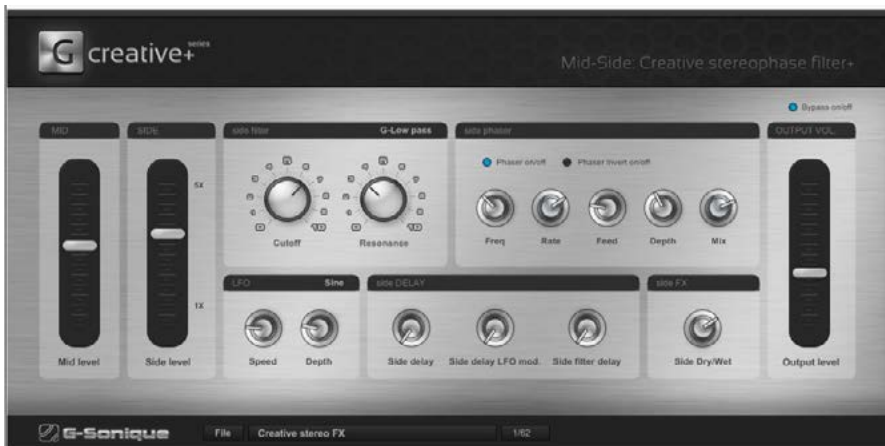 G creative+ series
Mid-Side: Creative stereophase filter+
Bypass on/off
MID
SIDE
side filter G-Low pass
side phaser
OUTPUT VOL.
Phaser on/off Phaser Invert on/off
5X
1X
Cutoff Resonanse
Freq Rate Feed Depth Mix
LFO Sine
side DELAY
side FX
Mid level
Side level
Speed Depth
Side delay Side delay LFO mod. Side filter delay
Side Dry/Wet
Output level
G-Sonique File Creative stereo FX 1/62